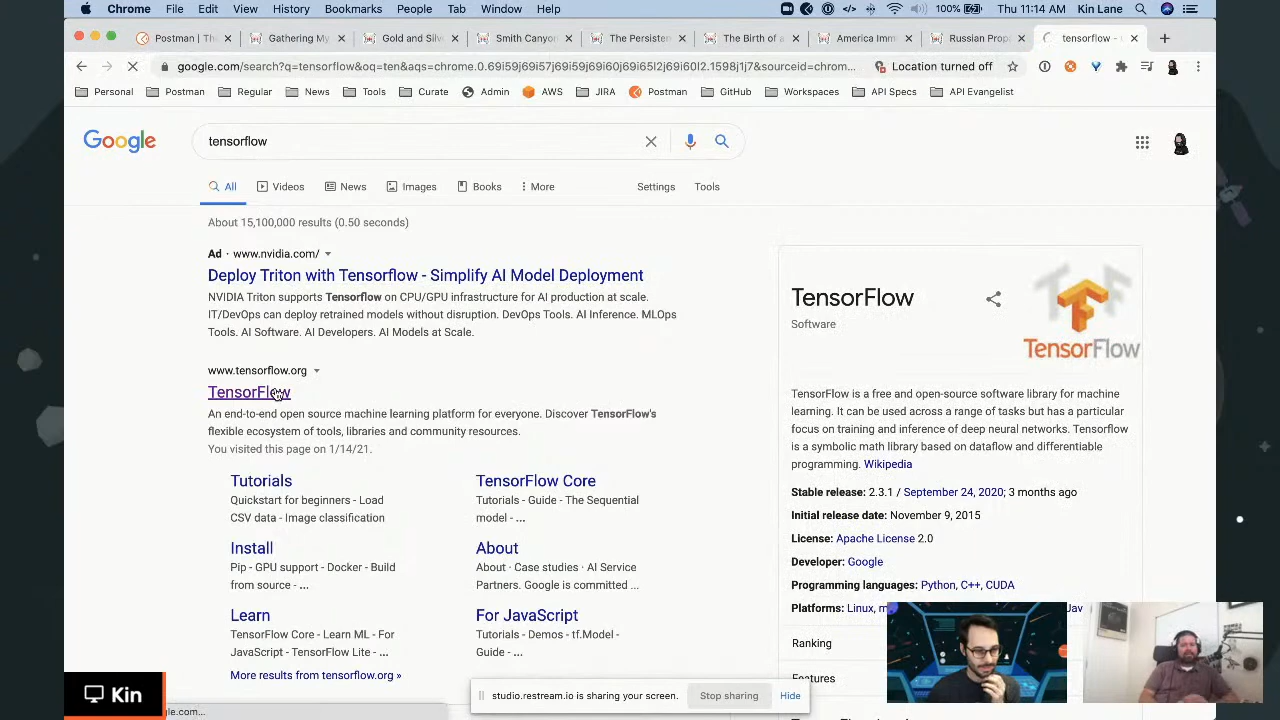 Chrome File Edit View History Bookmarks People Tab Window Help 100% Thu 11:14 AM Kin Lane
Postman | The Gathering My Gold and Silve Smith Canyon The Persisten The Birth of a America Imm Russian Prop tensorflow -
google.com/search?q=tensorflow&oq=ten&aqs=chrome.0.69i59j69i57j69i59j69i60j69i65l2j69i60l2.1598j1j7&sourceid=chrom... Location turned off
Personal Postman Regular News Tools Curate Admin AWS JIRA Postman GitHub Workspaces API Specs API Evangelist
Google tensorflow
All Videos News Images Books More Settings Tools
About 15,100,000 results (0.50 seconds)
Ad · www.nvidia.com/
Deploy Triton with Tensorflow - Simplify AI Model Deployment
NVIDIA Triton supports Tensorflow on CPU/GPU infrastructure for AI production at scale.
IT/DevOps can deploy retrained models without disruption. DevOps Tools. AI Inference. MLOps
Tools. AI Software. AI Developers. AI Models at Scale.
www.tensorflow.org
TensorFlow
An end-to-end open source machine learning platform for everyone. Discover TensorFlow's
flexible ecosystem of tools, libraries and community resources.
You visited this page on 1/14/21.
Tutorials
Quickstart for beginners - Load
CSV data - Image classification
TensorFlow Core
Tutorials - Guide - The Sequential
model - ...
Install
Pip - GPU support - Docker - Build
from source - ...
About
About · Case studies · AI Service
Partners. Google is committed ...
Learn
TensorFlow Core - Learn ML - For
JavaScript - TensorFlow Lite - ...
For JavaScript
Tutorials - Demos - tf.Model -
Guide - ...
More results from tensorflow.org »
TensorFlow
Software
TensorFlow
TensorFlow is a free and open-source software library for machine
learning. It can be used across a range of tasks but has a particular
focus on training and inference of deep neural networks. Tensorflow
is a symbolic math library based on dataflow and differentiable
programming. Wikipedia
Stable release: 2.3.1 / September 24, 2020; 3 months ago
Initial release date: November 9, 2015
License: Apache License 2.0
Developer: Google
Programming languages: Python, C++, CUDA
Platforms: Linux, m Jav
Ranking
Features
studio.restream.io is sharing your screen. Stop sharing Hide
Kin
gle.com...